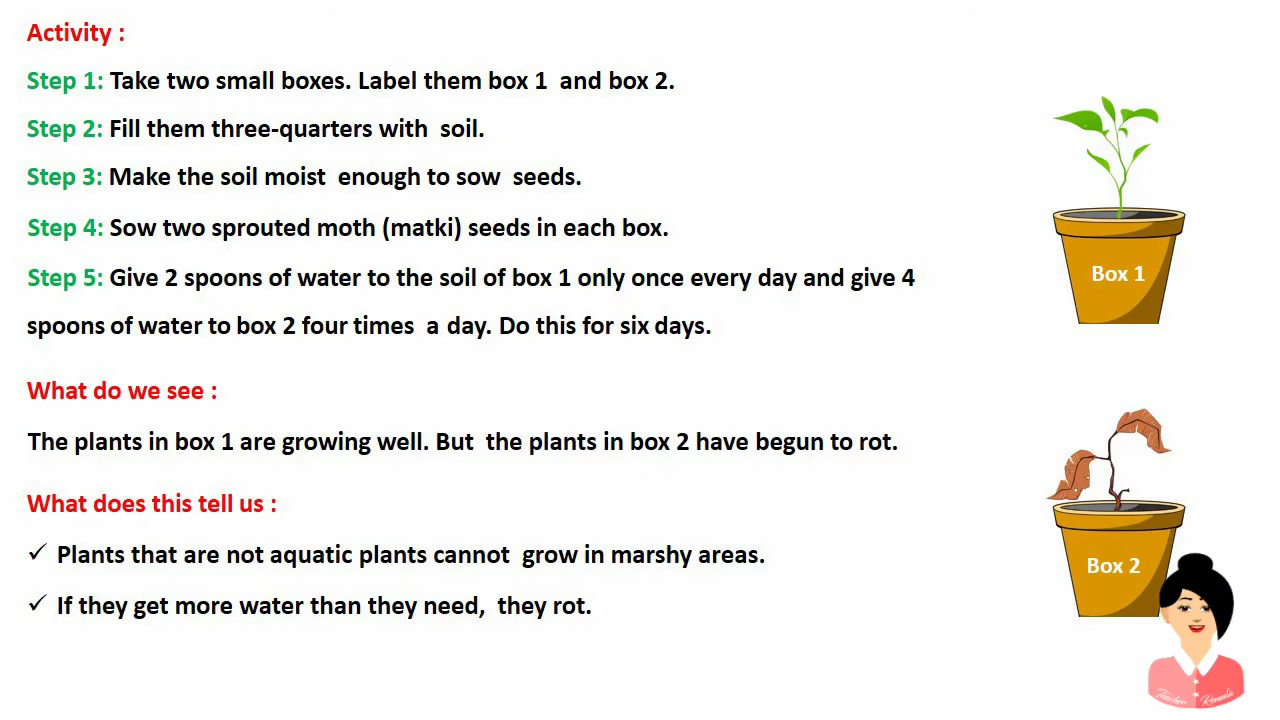 Activity :
Step 1: Take two small boxes. Label them box 1 and box 2.
Step 2: Fill them three-quarters with soil.
Step 3: Make the soil moist enough to sow seeds.
Step 4: Sow two sprouted moth (matki) seeds in each box.
Step 5: Give 2 spoons of water to the soil of box 1 only once every day and give 4
spoons of water to box 2 four times a day. Do this for six days.
Box 1
What do we see :
The plants in box 1 are growing well. But the plants in box 2 have begun to rot.
What does this tell us :
✓ Plants that are not aquatic plants cannot grow in marshy areas.
✓ If they get more water than they need, they rot.
Box 2
Teacher